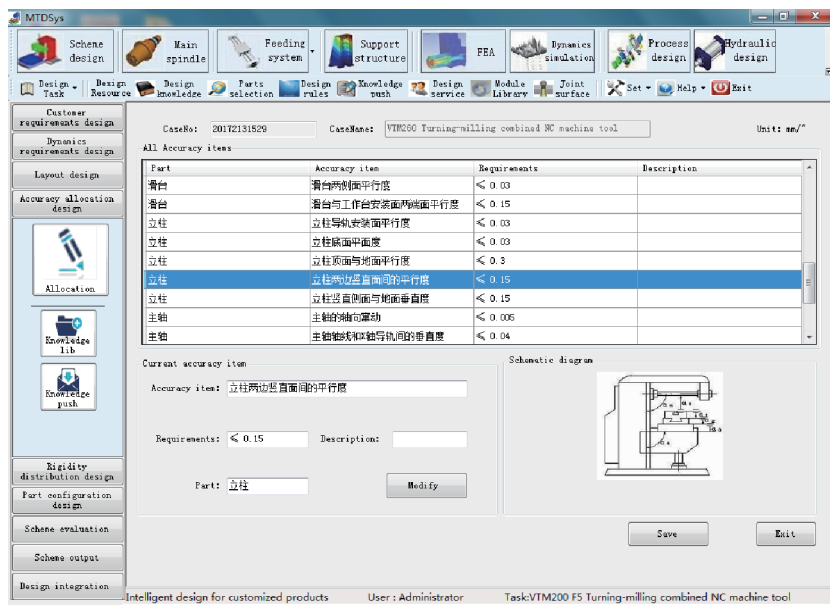 MTDSys
Scheme design
Main spindle
Feeding system
Support structure
FEA
Dynamics simulation
Process design
Hydraulic design
Design Task
Design Resource
Design knowledge
Parts selection
Design rules
Knowledge push
Design service
Module Library
Joint surface
Set
Help
Exit
Customer requirements design
Dynamics requirements design
Layout design
Accuracy allocation design
Allocation
Knowledge lib
Knowledge push
Rigidity distribution design
Part configuration design
Scheme evaluation
Scheme output
Design integration
CaseNo: 20172131529 CaseName: VTM260 Turning-milling combined NC machine tool Unit: mm/"
All Accuracy items
Part Accuracy item Requirements Description
滑台 滑台两侧面平行度 ≤ 0.03
滑台 滑台与工作台安装面两端面平行度 ≤ 0.15
立柱 立柱导轨安装面平行度 ≤ 0.03
立柱 立柱底面平面度 ≤ 0.03
立柱 立柱顶面与地面平行度 ≤ 0.3
立柱 立柱两边竖直面间的平行度 ≤ 0.15
立柱 立柱竖直侧面与地面垂直度 ≤ 0.15
主轴 主轴的轴向窜动 ≤ 0.005
主轴 主轴轴线和X轴导轨间的垂直度 ≤ 0.04
Current accuracy item
Accuracy item: 立柱两边竖直面间的平行度
Requirements: ≤ 0.15 Description:
Part: 立柱
Modify
Schematic diagram
Save
Exit
Intelligent design for customized products User : Administrator Task:VTM200 F5 Turning-milling combined NC machine tool